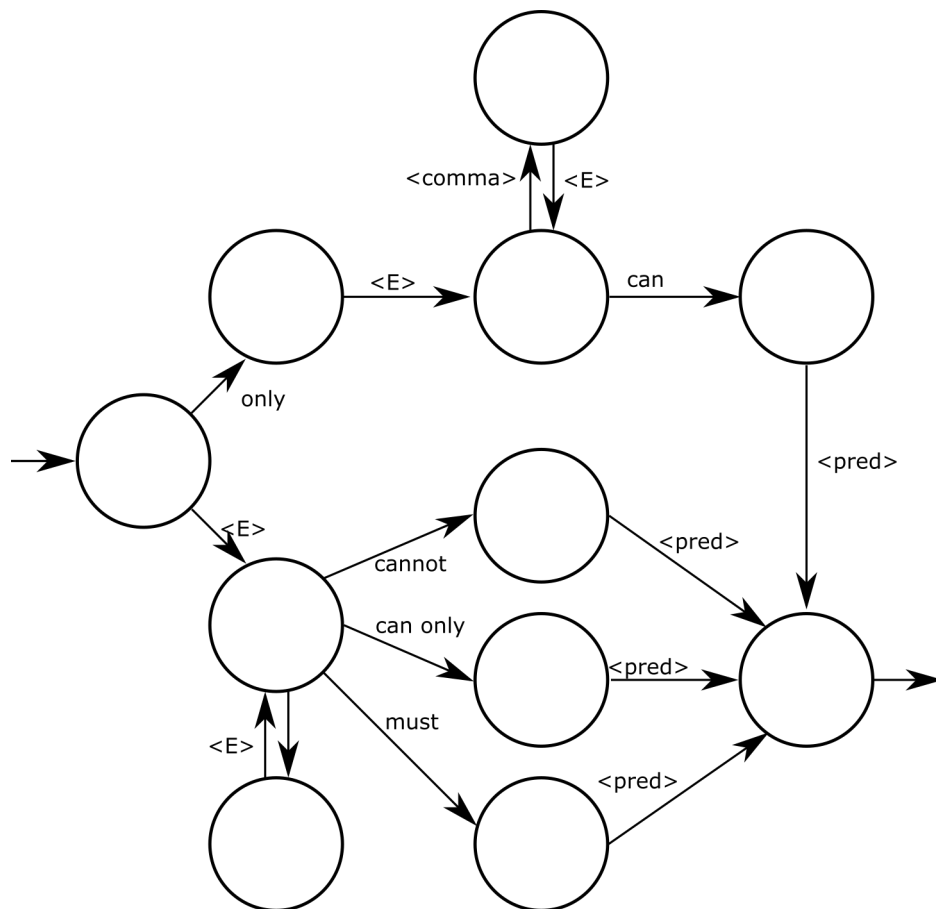 <comma>
<E>
<E>
can
only
<pred>
<E>
cannot
<pred>
can only
<pred>
<E>
must
<pred>